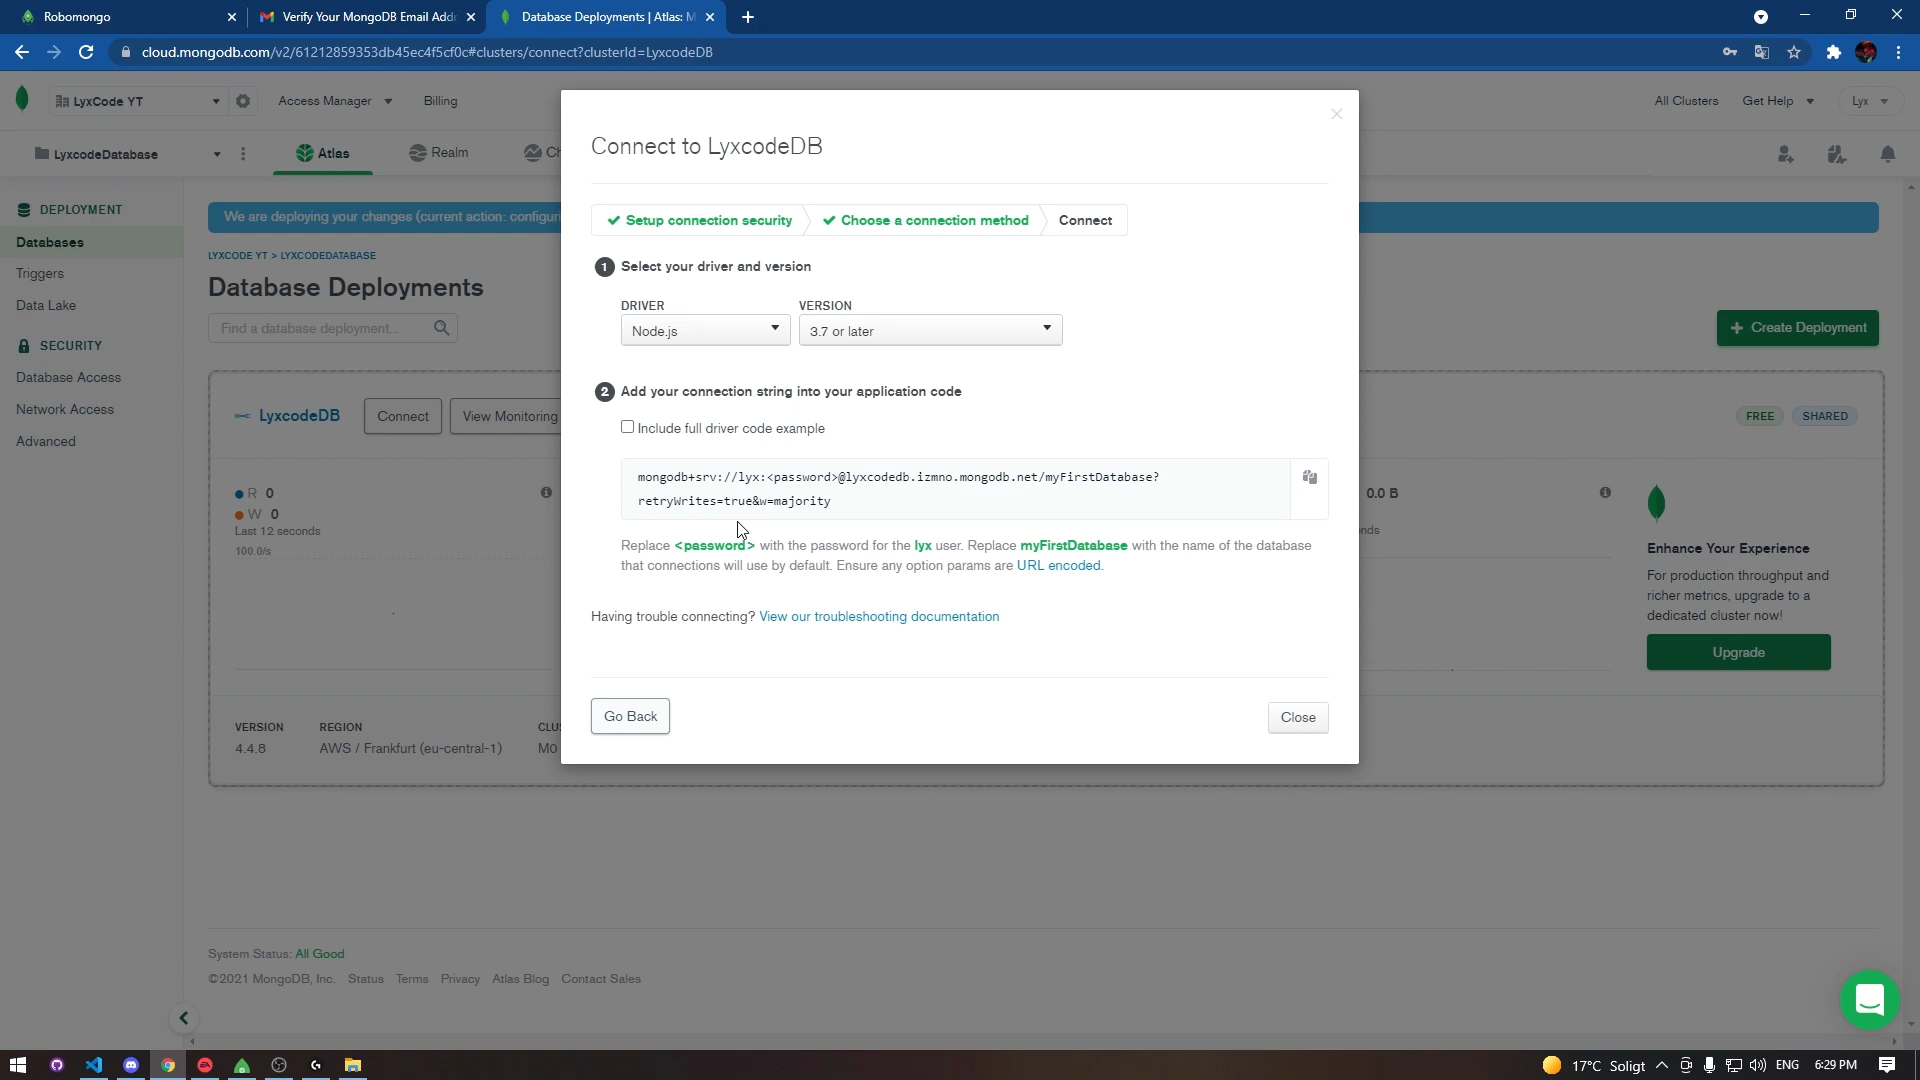 Robomongo
Verify Your MongoDB Email Addr
Database Deployments | Atlas: M
cloud.mongodb.com/v2/61212859353db45ec4f5cf0c#clusters/connect?clusterId=LyxcodeDB
LyxCode YT
Access Manager
Billing
All Clusters
Get Help
Lyx
LyxcodeDatabase
Atlas
Realm
Ch
DEPLOYMENT
Databases
Triggers
Data Lake
SECURITY
Database Access
Network Access
Advanced
We are deploying your changes (current action: configuri
LYXCODE YT > LYXCODEDATABASE
Database Deployments
Find a database deployment...
Create Deployment
LyxcodeDB
Connect
View Monitoring
FREE
SHARED
R 0
W 0
Last 12 seconds
100.0/s
0.0 B
onds
VERSION
4.4.8
REGION
AWS / Frankfurt (eu-central-1)
CLU
M0
Enhance Your Experience
For production throughput and
richer metrics, upgrade to a
dedicated cluster now!
Upgrade
Connect to LyxcodeDB
Setup connection security
Choose a connection method
Connect
1 Select your driver and version
DRIVER
VERSION
Node.js
3.7 or later
2 Add your connection string into your application code
Include full driver code example
mongodb+srv://lyx:<password>@lyxcodedb.izmno.mongodb.net/myFirstDatabase?
retryWrites=true&w=majority
Replace <password> with the password for the lyx user. Replace myFirstDatabase with the name of the database
that connections will use by default. Ensure any option params are URL encoded.
Having trouble connecting? View our troubleshooting documentation
Go Back
Close
System Status: All Good
©2021 MongoDB, Inc.
Status
Terms
Privacy
Atlas Blog
Contact Sales
17°C Soligt
ENG
6:29 PM